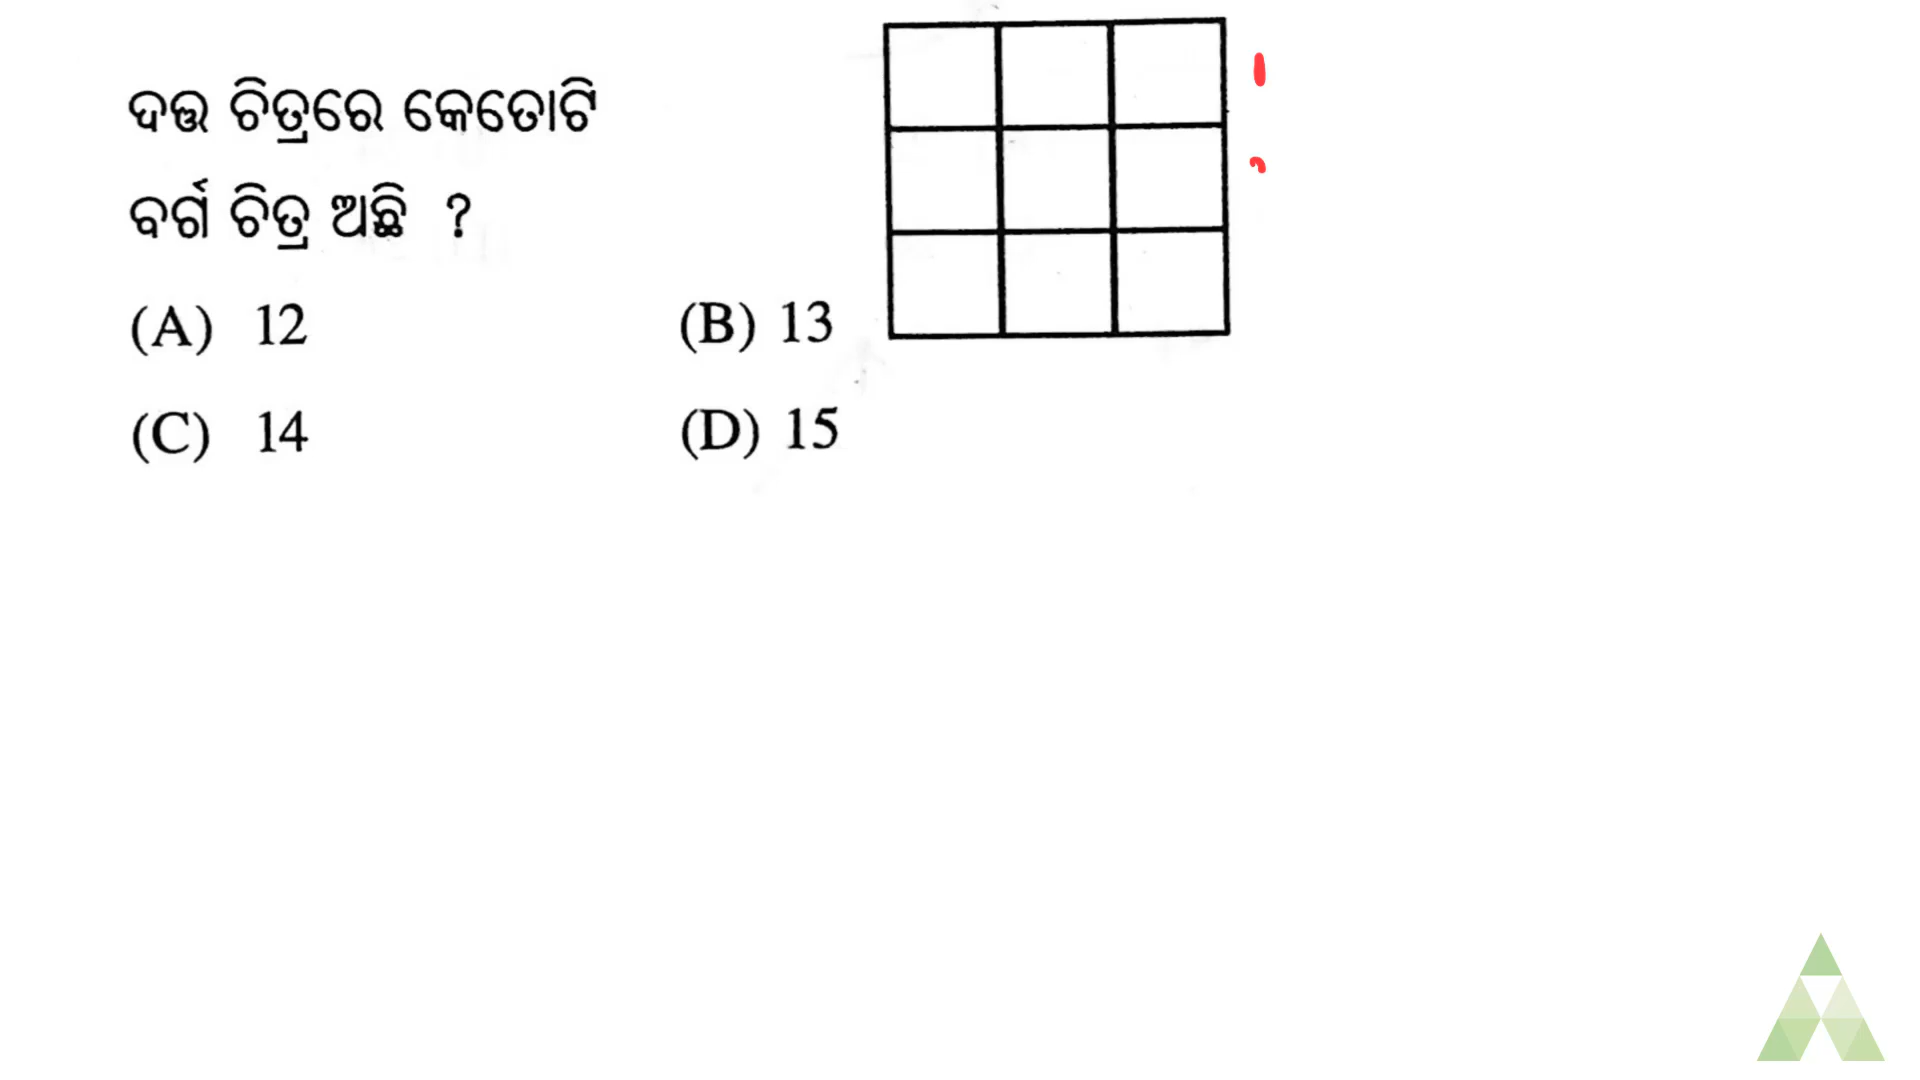 ଦତ୍ତ ଚିତ୍ରରେ କେତୋଟି
ବର୍ଗ ଚିତ୍ର ଅଛି ?
(A) 12 (B) 13
(C) 14 (D) 15